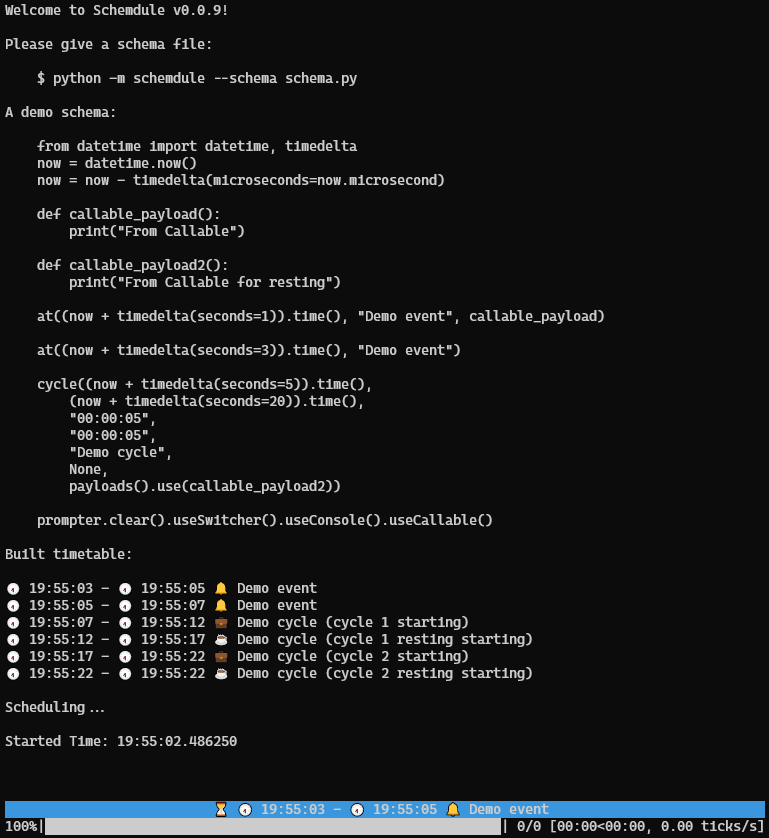 Welcome to Schemdule v0.0.9!
Please give a schema file:
$ python -m schemdule --schema schema.py
A demo schema:
from datetime import datetime, timedelta
now = datetime.now()
now = now - timedelta(microseconds=now.microsecond)
def callable_payload():
print("From Callable")
def callable_payload2():
print("From Callable for resting")
at((now + timedelta(seconds=1)).time(), "Demo event", callable_payload)
at((now + timedelta(seconds=3)).time(), "Demo event")
cycle((now + timedelta(seconds=5)).time(),
(now + timedelta(seconds=20)).time(),
"00:00:05",
"00:00:05",
"Demo cycle",
None,
payloads().use(callable_payload2))
prompter.clear().useSwitcher().useConsole().useCallable()
Built timetable:
🕓 19:55:03 - 🕓 19:55:05 🔔 Demo event
🕓 19:55:05 - 🕓 19:55:07 🔔 Demo event
🕓 19:55:07 - 🕓 19:55:12 💼 Demo cycle (cycle 1 starting)
🕓 19:55:12 - 🕓 19:55:17 ☕ Demo cycle (cycle 1 resting starting)
🕓 19:55:17 - 🕓 19:55:22 💼 Demo cycle (cycle 2 starting)
🕓 19:55:22 - 🕓 19:55:22 ☕ Demo cycle (cycle 2 resting starting)
Scheduling...
Started Time: 19:55:02.486250
⏳ 🕓 19:55:03 - 🕓 19:55:05 🔔 Demo event
100%| | 0/0 [00:00<00:00, 0.00 ticks/s]